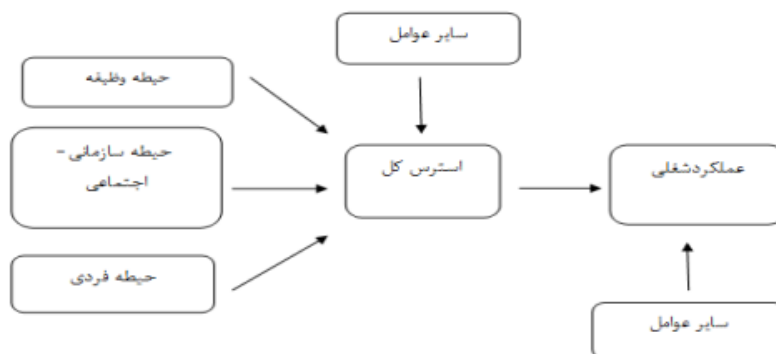 سایر عوامل
حیطه وظیفه
حیطه سازمانی-
اجتماعی
استرس کل
عملکردشغلی
حیطه فردی
سایر عوامل